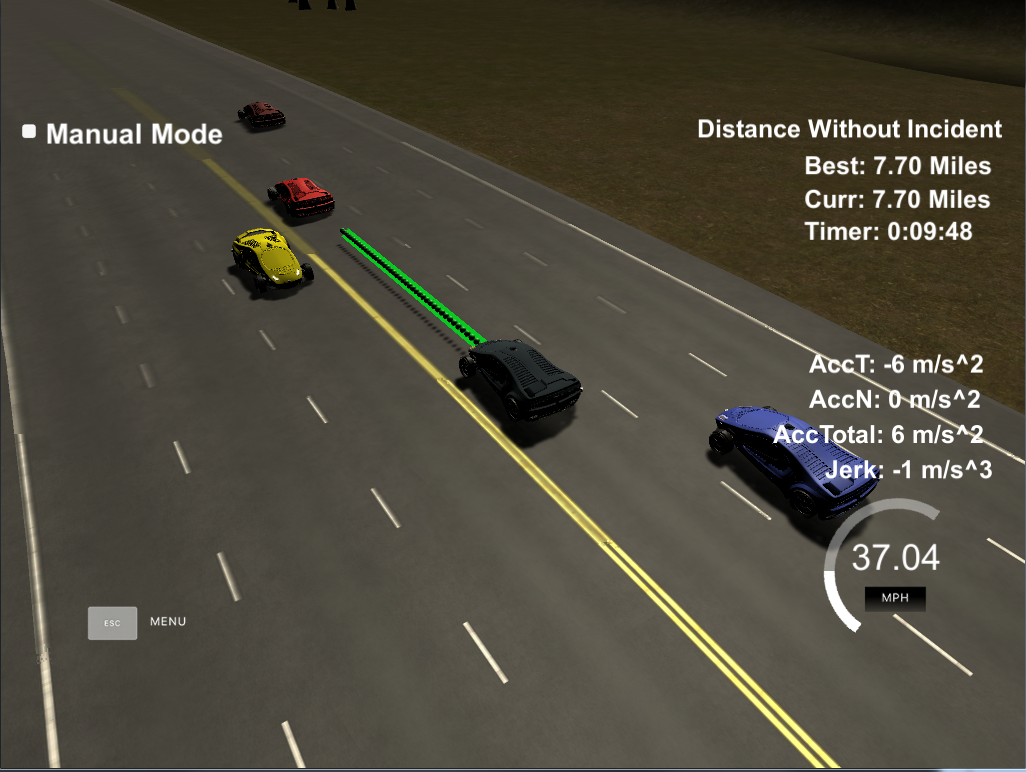 Manual Mode
Distance Without Incident
Best: 7.70 Miles
Curr: 7.70 Miles
Timer: 0:09:48
AccT: -6 m/s^2
AccN: 0 m/s^2
AccTotal: 6 m/s^2
Jerk: -1 m/s^3
37.04
MPH
ESC MENU